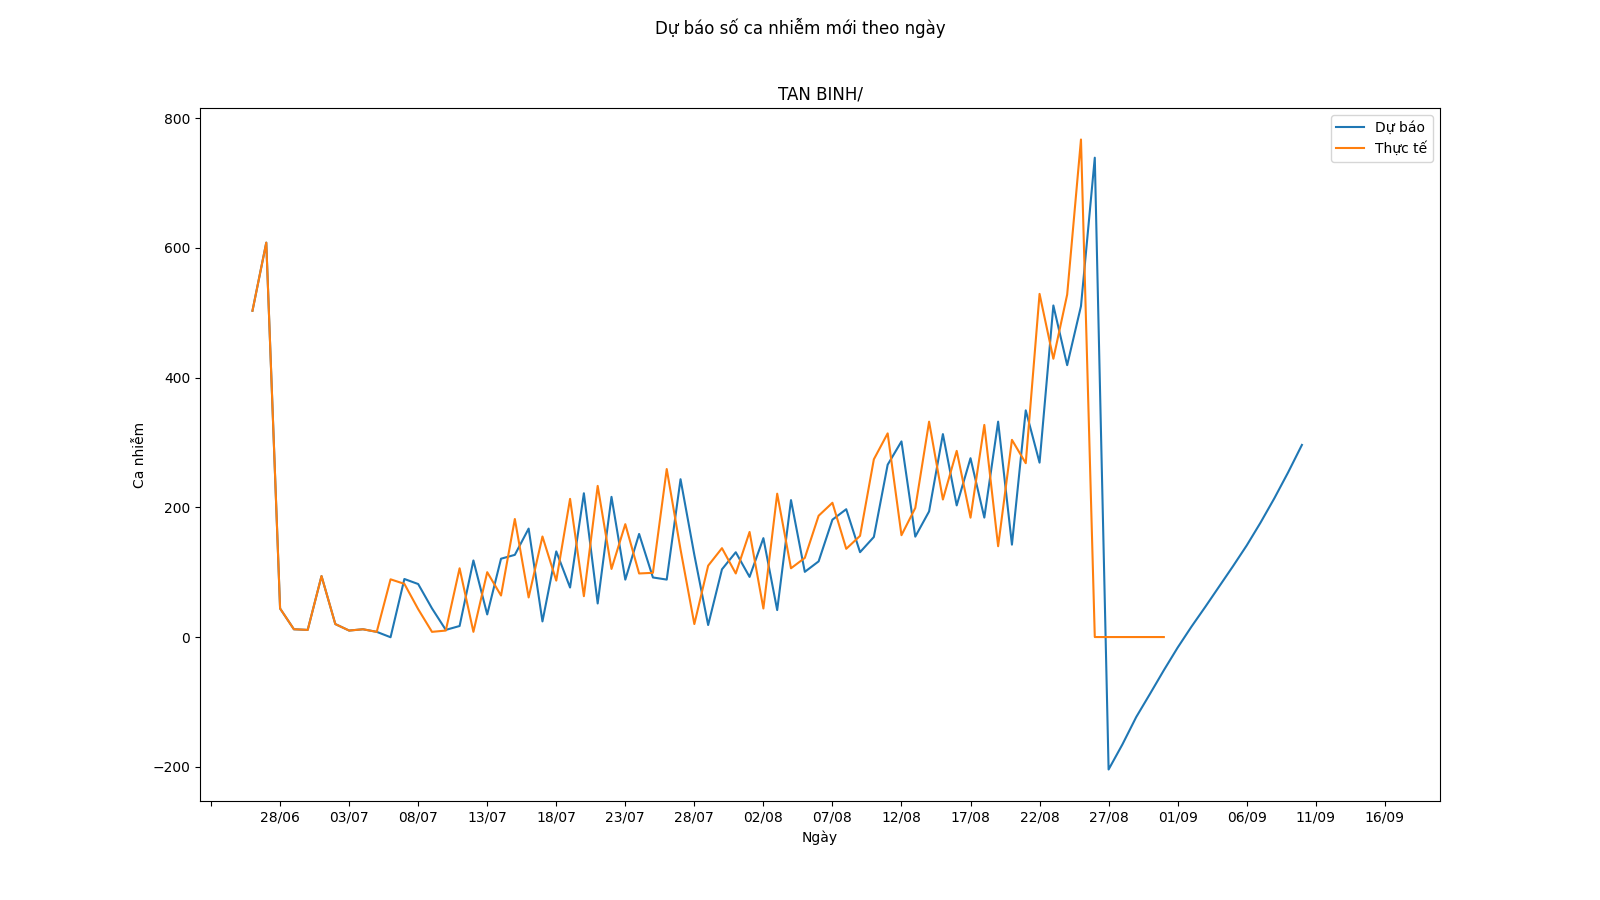 Dự báo số ca nhiễm mới theo ngày
TAN BINH/
Dự báo
Thực tế
Ca nhiễm
800
600
400
200
0
−200
28/06 03/07 08/07 13/07 18/07 23/07 28/07 02/08 07/08 12/08 17/08 22/08 27/08 01/09 06/09 11/09 16/09
Ngày